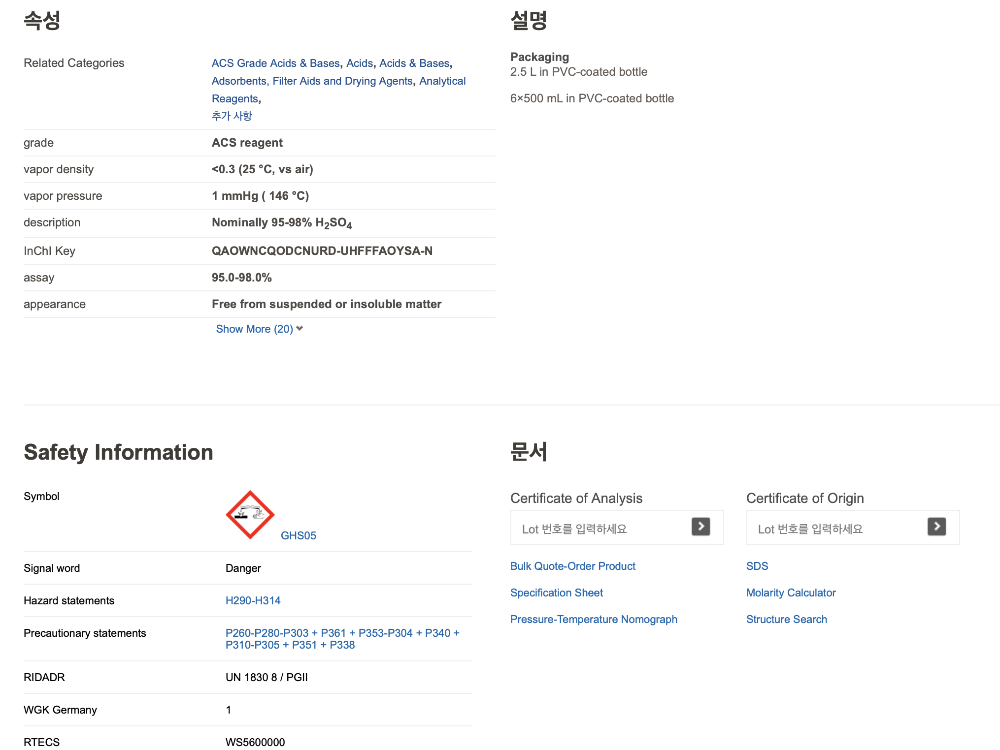 속성
Related Categories
ACS Grade Acids & Bases, Acids, Acids & Bases,
Adsorbents, Filter Aids and Drying Agents, Analytical
Reagents,
추가 사항
grade
ACS reagent
vapor density
<0.3 (25 °C, vs air)
vapor pressure
1 mmHg ( 146 °C)
description
Nominally 95-98% H₂SO₄
InChI Key
QAOWNCQODCNURD-UHFFFAOYSA-N
assay
95.0-98.0%
appearance
Free from suspended or insoluble matter
Show More (20)
설명
Packaging
2.5 L in PVC-coated bottle
6×500 mL in PVC-coated bottle
Safety Information
Symbol
GHS05
Signal word
Danger
Hazard statements
H290-H314
Precautionary statements
P260-P280-P303 + P361 + P353-P304 + P340 +
P310-P305 + P351 + P338
RIDADR
UN 1830 8 / PGII
WGK Germany
1
RTECS
WS5600000
문서
Certificate of Analysis
Lot 번호를 입력하세요
Certificate of Origin
Lot 번호를 입력하세요
Bulk Quote-Order Product
SDS
Specification Sheet
Molarity Calculator
Pressure-Temperature Nomograph
Structure Search